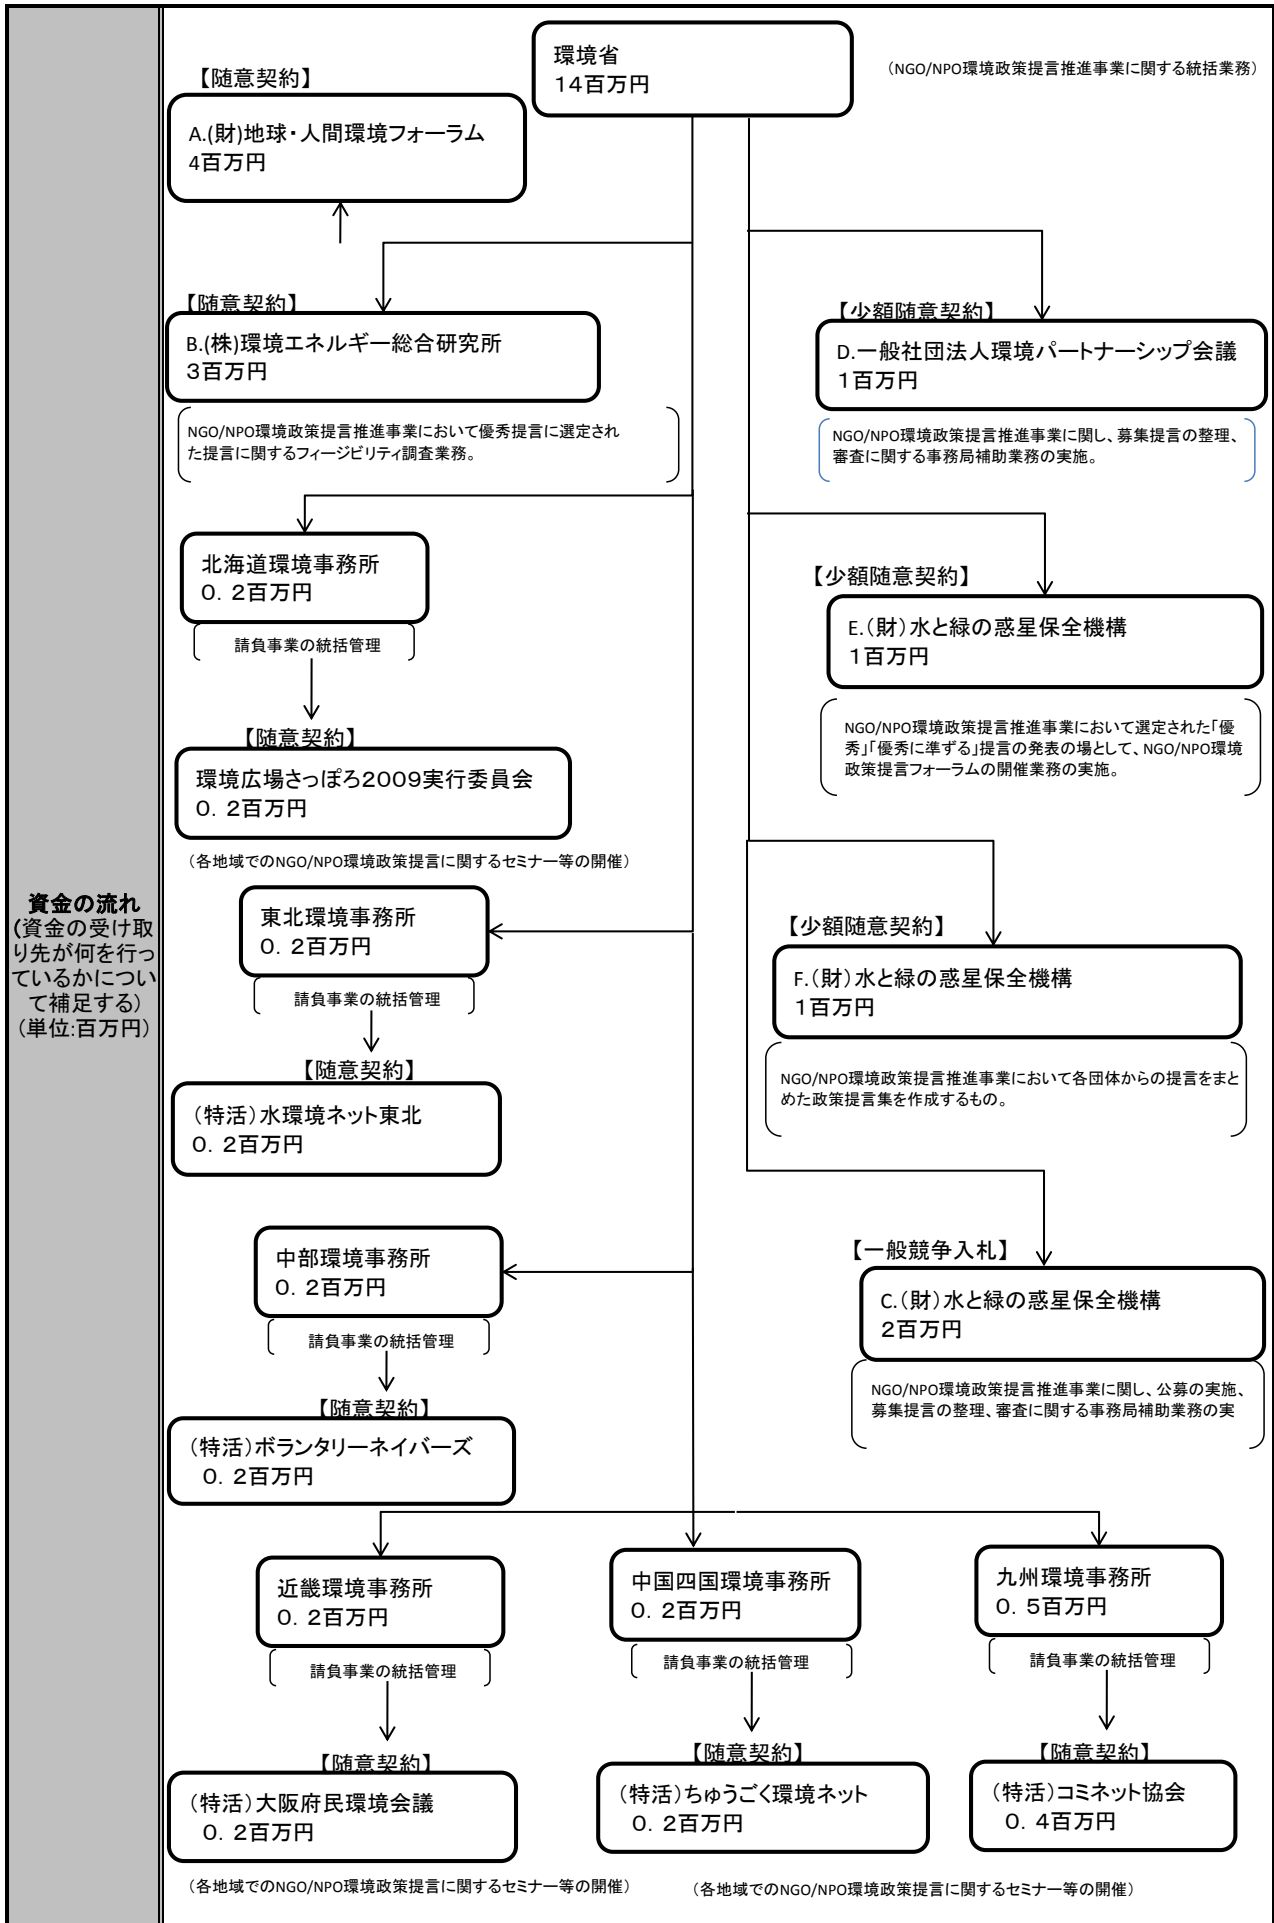 資金の流れ
(資金の受け取
り先が何を行っ
ているかについ
て補足する)
(単位:百万円)
環境省
14百万円
(NGO/NPO環境政策提言推進事業に関する統括業務)
【随意契約】
A.(財)地球・人間環境フォーラム
4百万円
【随意契約】
B.(株)環境エネルギー総合研究所
3百万円
NGO/NPO環境政策提言推進事業において優秀提言に選定され
た提言に関するフィージビリティ調査業務。
【少額随意契約】
D.一般社団法人環境パートナーシップ会議
1百万円
NGO/NPO環境政策提言推進事業に関し、募集提言の整理、
審査に関する事務局補助業務の実施。
北海道環境事務所
0.2百万円
請負事業の統括管理
【随意契約】
環境広場さっぽろ2009実行委員会
0.2百万円
(各地域でのNGO/NPO環境政策提言に関するセミナー等の開催)
【少額随意契約】
E.(財)水と緑の惑星保全機構
1百万円
NGO/NPO環境政策提言推進事業において選定された「優
秀」「優秀に準ずる」提言の発表の場として、NGO/NPO環境
政策提言フォーラムの開催業務の実施。
東北環境事務所
0.2百万円
請負事業の統括管理
【随意契約】
(特活)水環境ネット東北
0.2百万円
【少額随意契約】
F.(財)水と緑の惑星保全機構
1百万円
NGO/NPO環境政策提言推進事業において各団体からの提言をまと
めた政策提言集を作成するもの。
中部環境事務所
0.2百万円
請負事業の統括管理
【随意契約】
(特活)ボランタリーネイバーズ
0.2百万円
【一般競争入札】
C.(財)水と緑の惑星保全機構
2百万円
NGO/NPO環境政策提言推進事業に関し、公募の実施、
募集提言の整理、審査に関する事務局補助業務の実
近畿環境事務所
0.2百万円
請負事業の統括管理
【随意契約】
(特活)大阪府民環境会議
0.2百万円
(各地域でのNGO/NPO環境政策提言に関するセミナー等の開催)
中国四国環境事務所
0.2百万円
請負事業の統括管理
【随意契約】
(特活)ちゅうごく環境ネット
0.2百万円
(各地域でのNGO/NPO環境政策提言に関するセミナー等の開催)
九州環境事務所
0.5百万円
請負事業の統括管理
【随意契約】
(特活)コミネット協会
0.4百万円